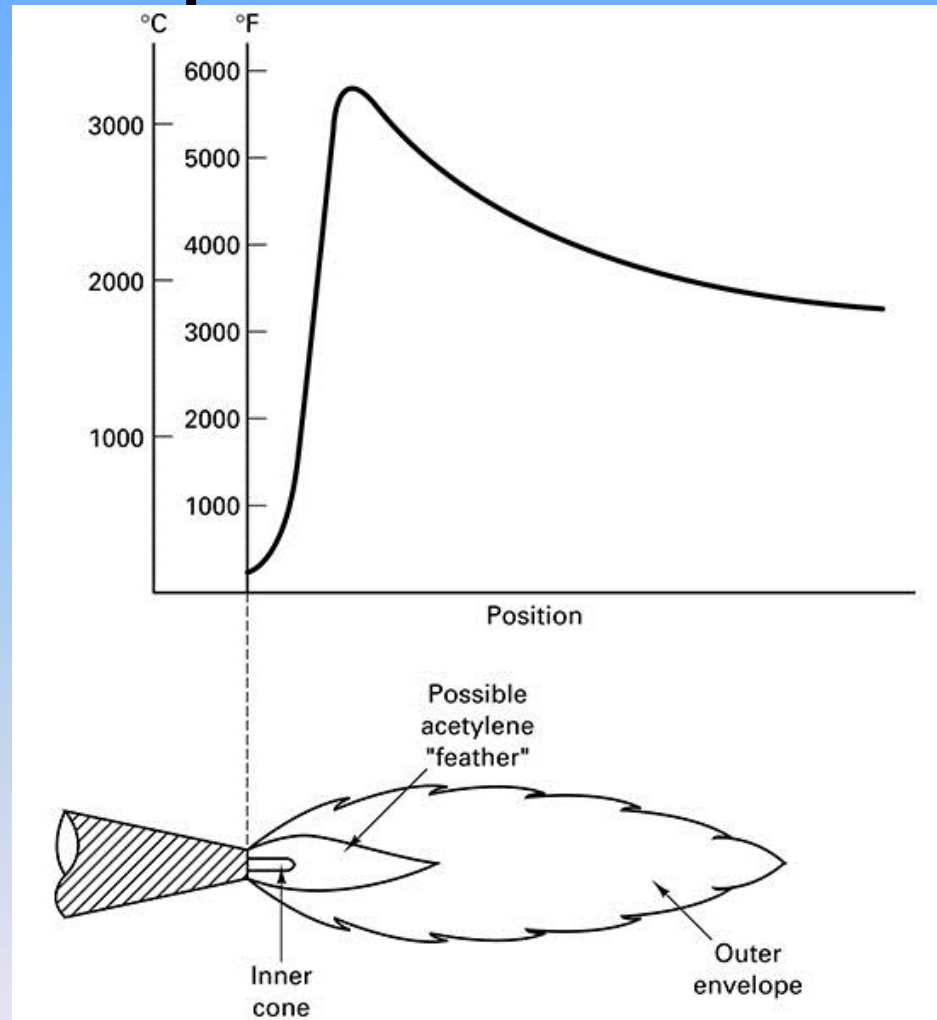 °C
°F
6000
5000
4000
3000
2000
1000
3000
2000
1000
Position
Possible
acetylene
"feather"
Inner
cone
Outer
envelope